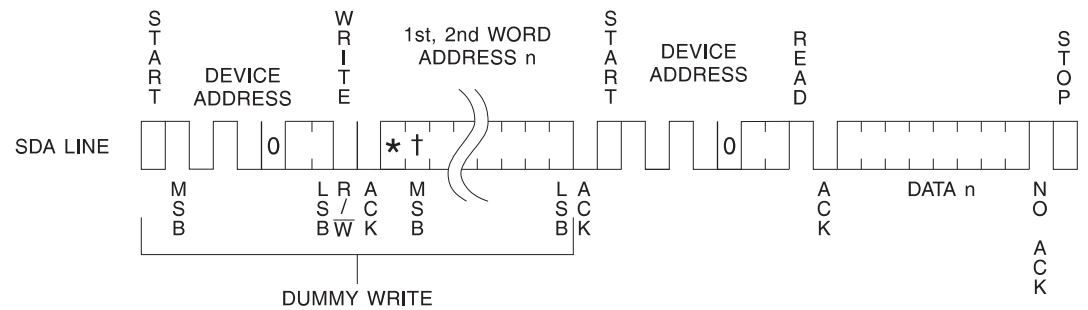 START
DEVICE
ADDRESS
WRITE
1st, 2nd WORD
ADDRESS n
START
DEVICE
ADDRESS
READ
STOP
SDA LINE
0
* †
0
MSB
LSB
R/W̅
ACK
MSB
LSB
ACK
ACK
DATA n
NO ACK
DUMMY WRITE